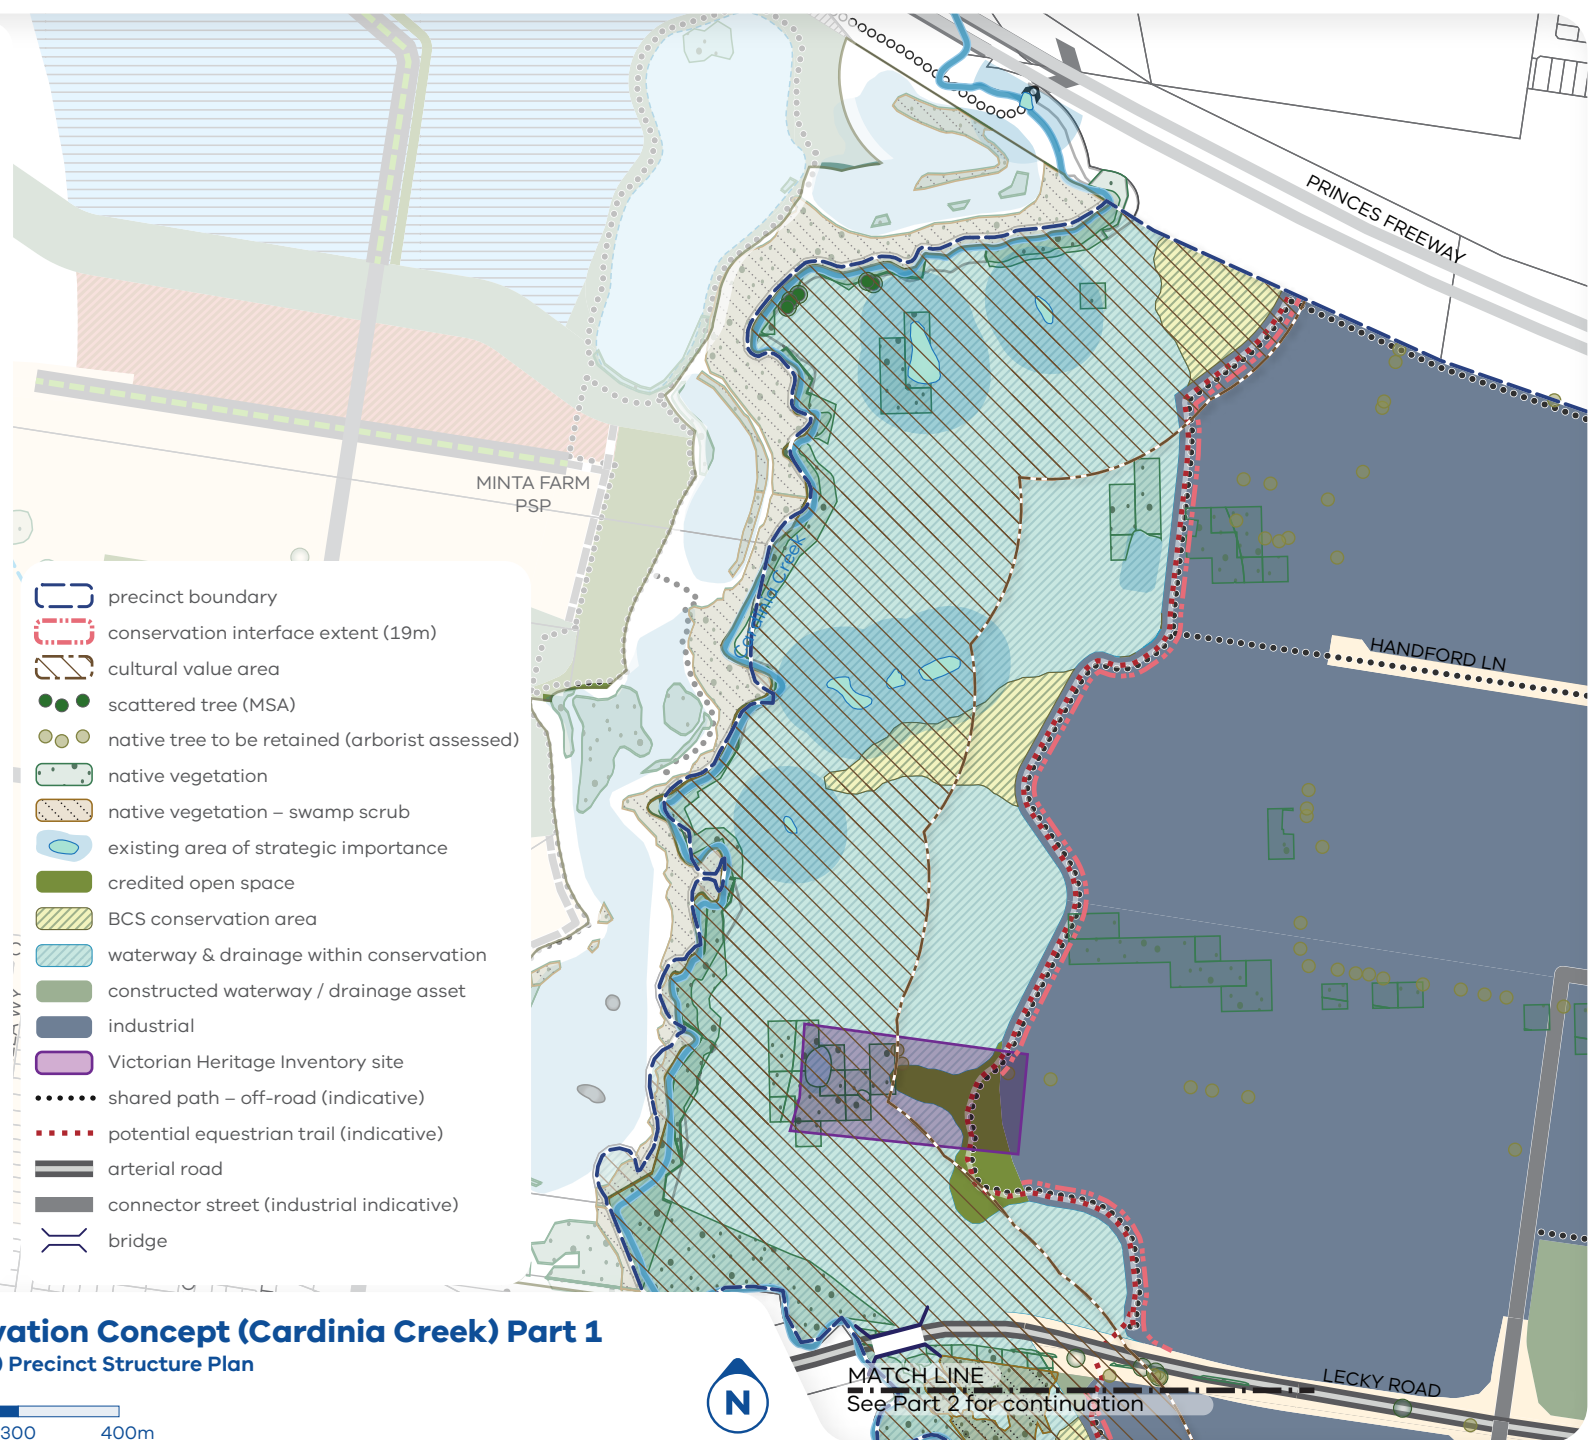 PRINCES FREEWAY
MINTA FARM
PSP
Cardinia Creek
HANDFORD LN
precinct boundary
conservation interface extent (19m)
cultural value area
scattered tree (MSA)
native tree to be retained (arborist assessed)
native vegetation
native vegetation – swamp scrub
existing area of strategic importance
credited open space
BCS conservation area
waterway & drainage within conservation
constructed waterway / drainage asset
industrial
Victorian Heritage Inventory site
shared path – off-road (indicative)
potential equestrian trail (indicative)
arterial road
connector street (industrial indicative)
bridge
vation Concept (Cardinia Creek) Part 1
) Precinct Structure Plan
300 400m
N
MATCH LINE
See Part 2 for continuation
LECKY ROAD